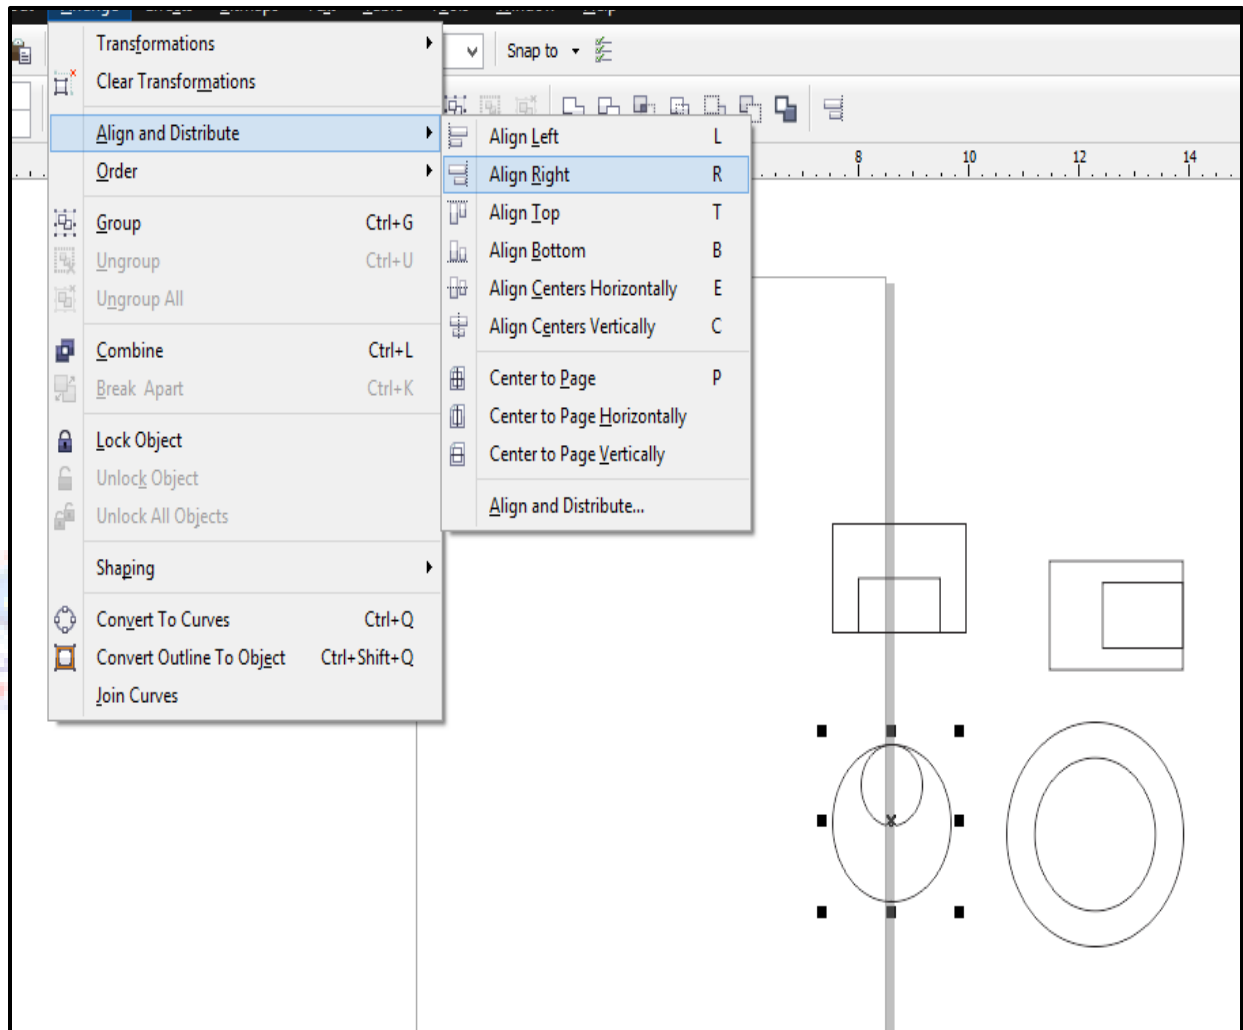 Snap to
Transformations
Clear Transformations
Align and Distribute
Order
Group Ctrl+G
Ungroup Ctrl+U
Ungroup All
Combine Ctrl+L
Break Apart Ctrl+K
Lock Object
Unlock Object
Unlock All Objects
Shaping
Convert To Curves Ctrl+Q
Convert Outline To Object Ctrl+Shift+Q
Join Curves
Align Left L
Align Right R
Align Top T
Align Bottom B
Align Centers Horizontally E
Align Centers Vertically C
Center to Page P
Center to Page Horizontally
Center to Page Vertically
Align and Distribute...
8 10 12 14